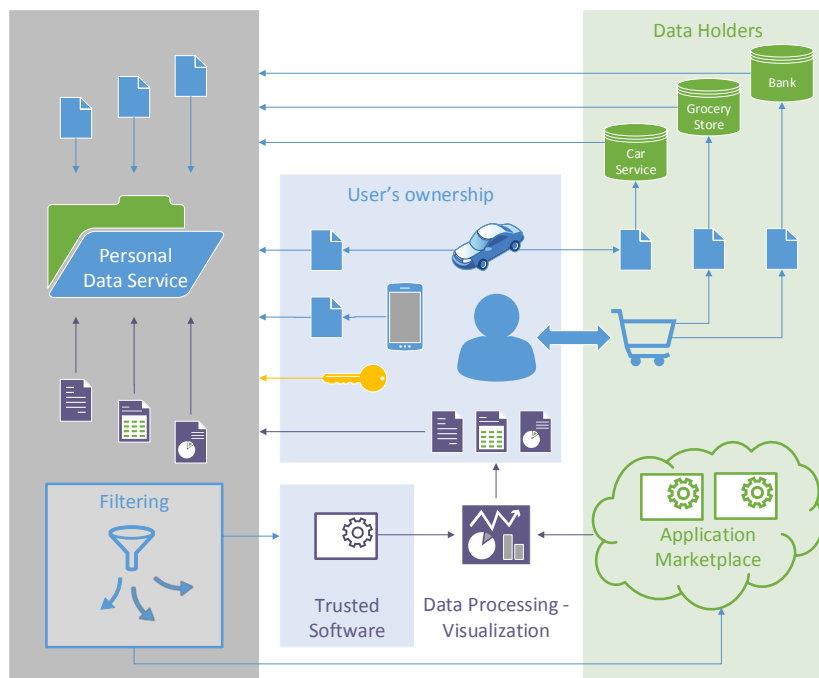 Data Holders
Bank
Grocery
Store
Car
Service
User's ownership
Personal
Data Service
Filtering
Trusted
Software
Data Processing -
Visualization
Application
Marketplace